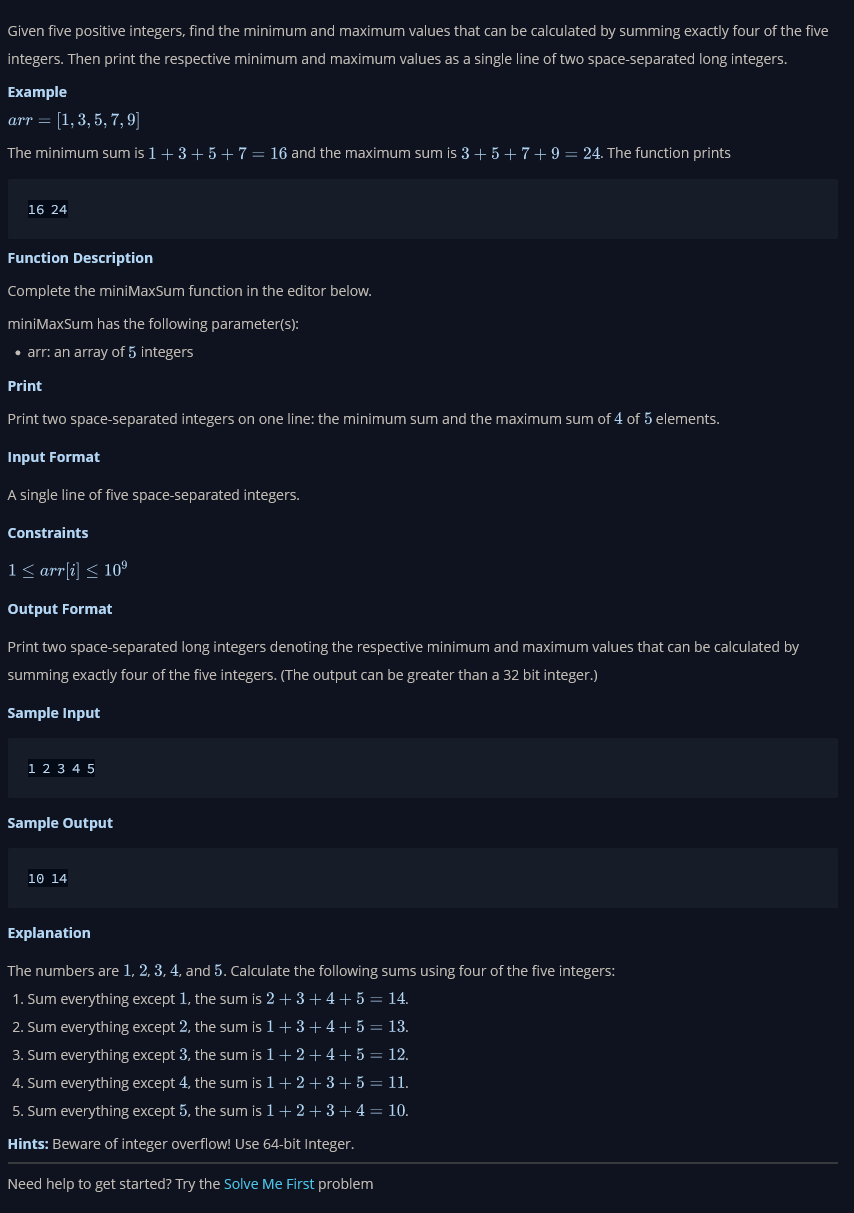 Given five positive integers, find the minimum and maximum values that can be calculated by summing exactly four of the five
integers. Then print the respective minimum and maximum values as a single line of two space-separated long integers.
Example
arr = [1, 3, 5, 7, 9]
The minimum sum is 1 + 3 + 5 + 7 = 16 and the maximum sum is 3 + 5 + 7 + 9 = 24. The function prints
16 24
Function Description
Complete the miniMaxSum function in the editor below.
miniMaxSum has the following parameter(s):
• arr: an array of 5 integers
Print
Print two space-separated integers on one line: the minimum sum and the maximum sum of 4 of 5 elements.
Input Format
A single line of five space-separated integers.
Constraints
1 ≤ arr[i] ≤ 10⁹
Output Format
Print two space-separated long integers denoting the respective minimum and maximum values that can be calculated by
summing exactly four of the five integers. (The output can be greater than a 32 bit integer.)
Sample Input
1 2 3 4 5
Sample Output
10 14
Explanation
The numbers are 1, 2, 3, 4, and 5. Calculate the following sums using four of the five integers:
1. Sum everything except 1, the sum is 2 + 3 + 4 + 5 = 14.
2. Sum everything except 2, the sum is 1 + 3 + 4 + 5 = 13.
3. Sum everything except 3, the sum is 1 + 2 + 4 + 5 = 12.
4. Sum everything except 4, the sum is 1 + 2 + 3 + 5 = 11.
5. Sum everything except 5, the sum is 1 + 2 + 3 + 4 = 10.
Hints: Beware of integer overflow! Use 64-bit Integer.
Need help to get started? Try the Solve Me First problem